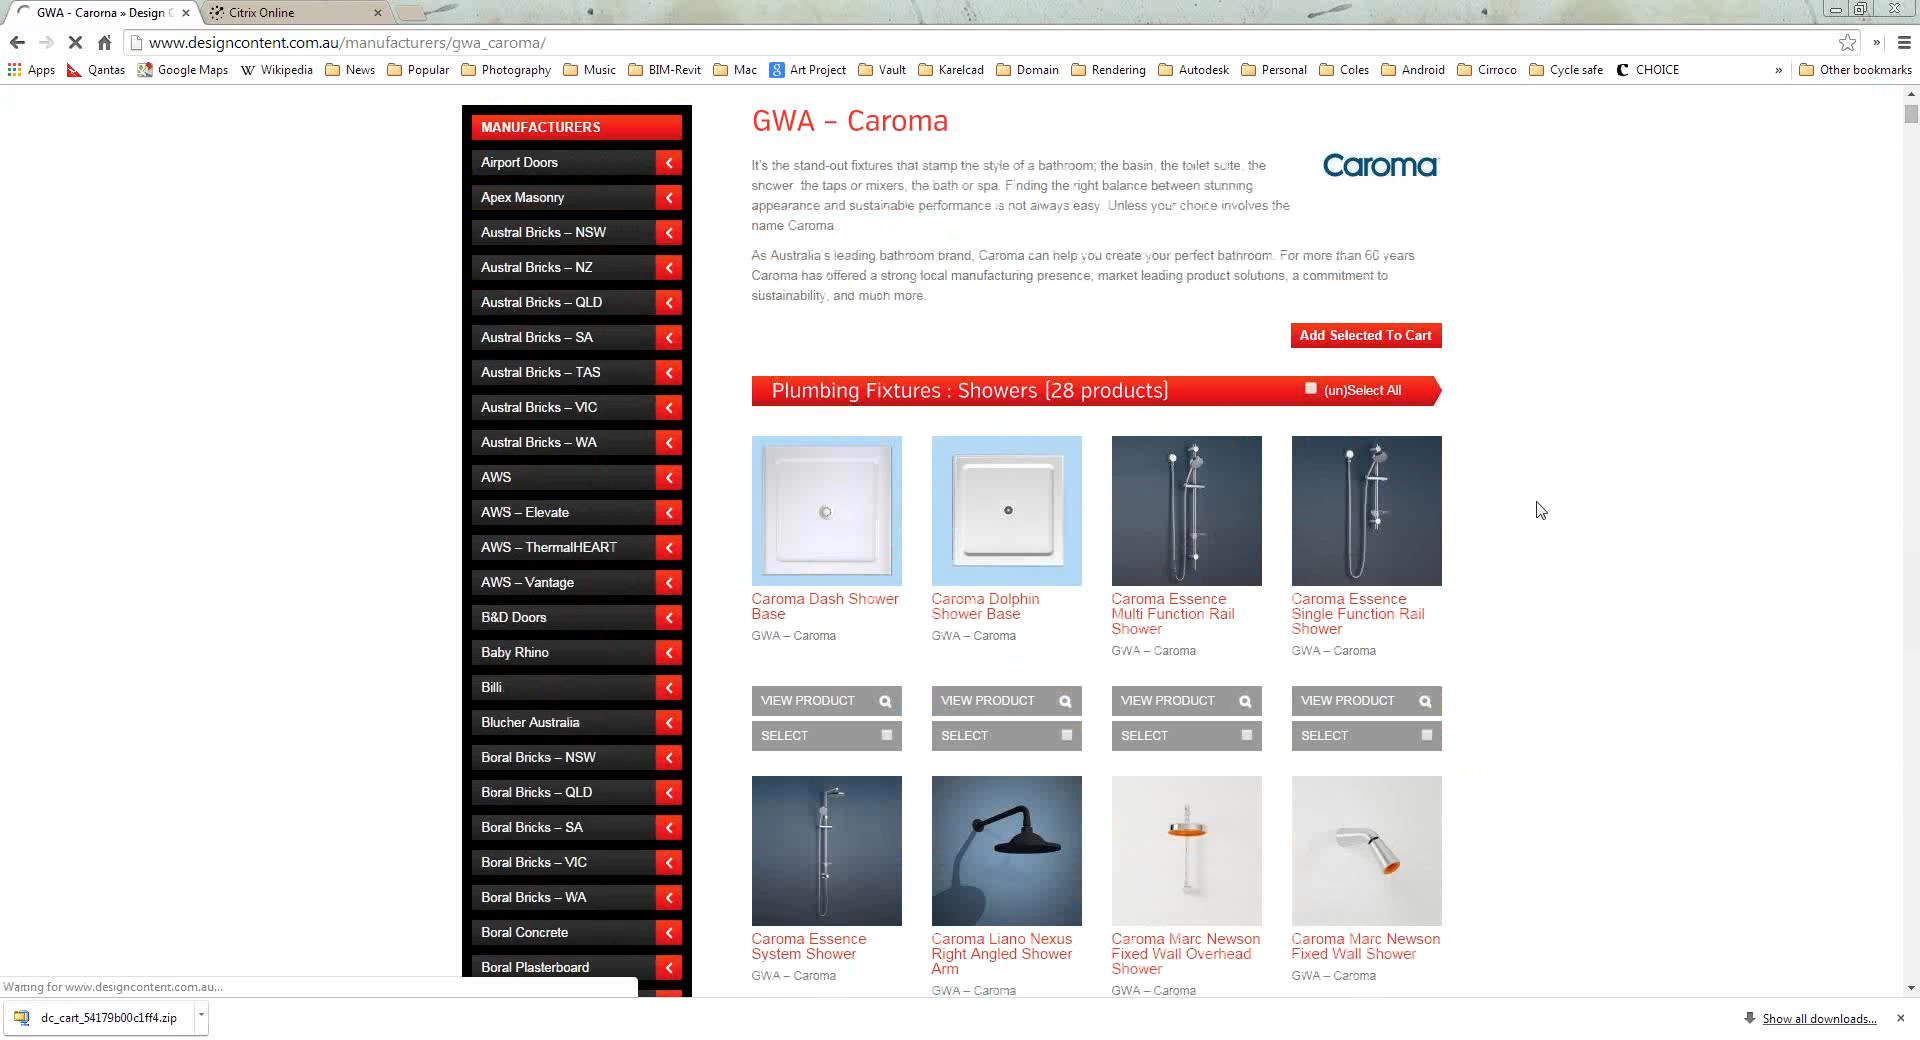 GWA - Caroma » Design C
Citrix Online
www.designcontent.com.au/manufacturers/gwa_caroma/
Apps Qantas Google Maps Wikipedia News Popular Photography Music BIM-Revit Mac Art Project Vault Karelcad Domain Rendering Autodesk Personal Coles Android Cirroco Cycle safe CHOICE » Other bookmarks
MANUFACTURERS
Airport Doors
Apex Masonry
Austral Bricks – NSW
Austral Bricks – NZ
Austral Bricks – QLD
Austral Bricks – SA
Austral Bricks – TAS
Austral Bricks – VIC
Austral Bricks – WA
AWS
AWS – Elevate
AWS – ThermalHEART
AWS – Vantage
B&D Doors
Baby Rhino
Billi
Blucher Australia
Boral Bricks – NSW
Boral Bricks – QLD
Boral Bricks – SA
Boral Bricks – VIC
Boral Bricks – WA
Boral Concrete
Boral Plasterboard
GWA – Caroma
It's the stand-out fixtures that stamp the style of a bathroom; the basin, the toilet suite, the
shower, the taps or mixers, the bath or spa. Finding the right balance between stunning
appearance and sustainable performance is not always easy. Unless your choice involves the
name Caroma.
Caroma
As Australia's leading bathroom brand, Caroma can help you create your perfect bathroom. For more than 66 years
Caroma has offered a strong local manufacturing presence, market leading product solutions, a commitment to
sustainability, and much more.
Add Selected To Cart
Plumbing Fixtures : Showers (28 products)
(un)Select All
Caroma Dash Shower
Base
GWA – Caroma
VIEW PRODUCT
SELECT
Caroma Dolphin
Shower Base
GWA – Caroma
VIEW PRODUCT
SELECT
Caroma Essence
Multi Function Rail
Shower
GWA – Caroma
VIEW PRODUCT
SELECT
Caroma Essence
Single Function Rail
Shower
GWA – Caroma
VIEW PRODUCT
SELECT
Caroma Essence
System Shower
GWA – Caroma
Caroma Liano Nexus
Right Angled Shower
Arm
GWA – Caroma
Caroma Marc Newson
Fixed Wall Overhead
Shower
GWA – Caroma
Caroma Marc Newson
Fixed Wall Shower
GWA – Caroma
Waiting for www.designcontent.com.au...
dc_cart_54179b00c1ff4.zip
Show all downloads...